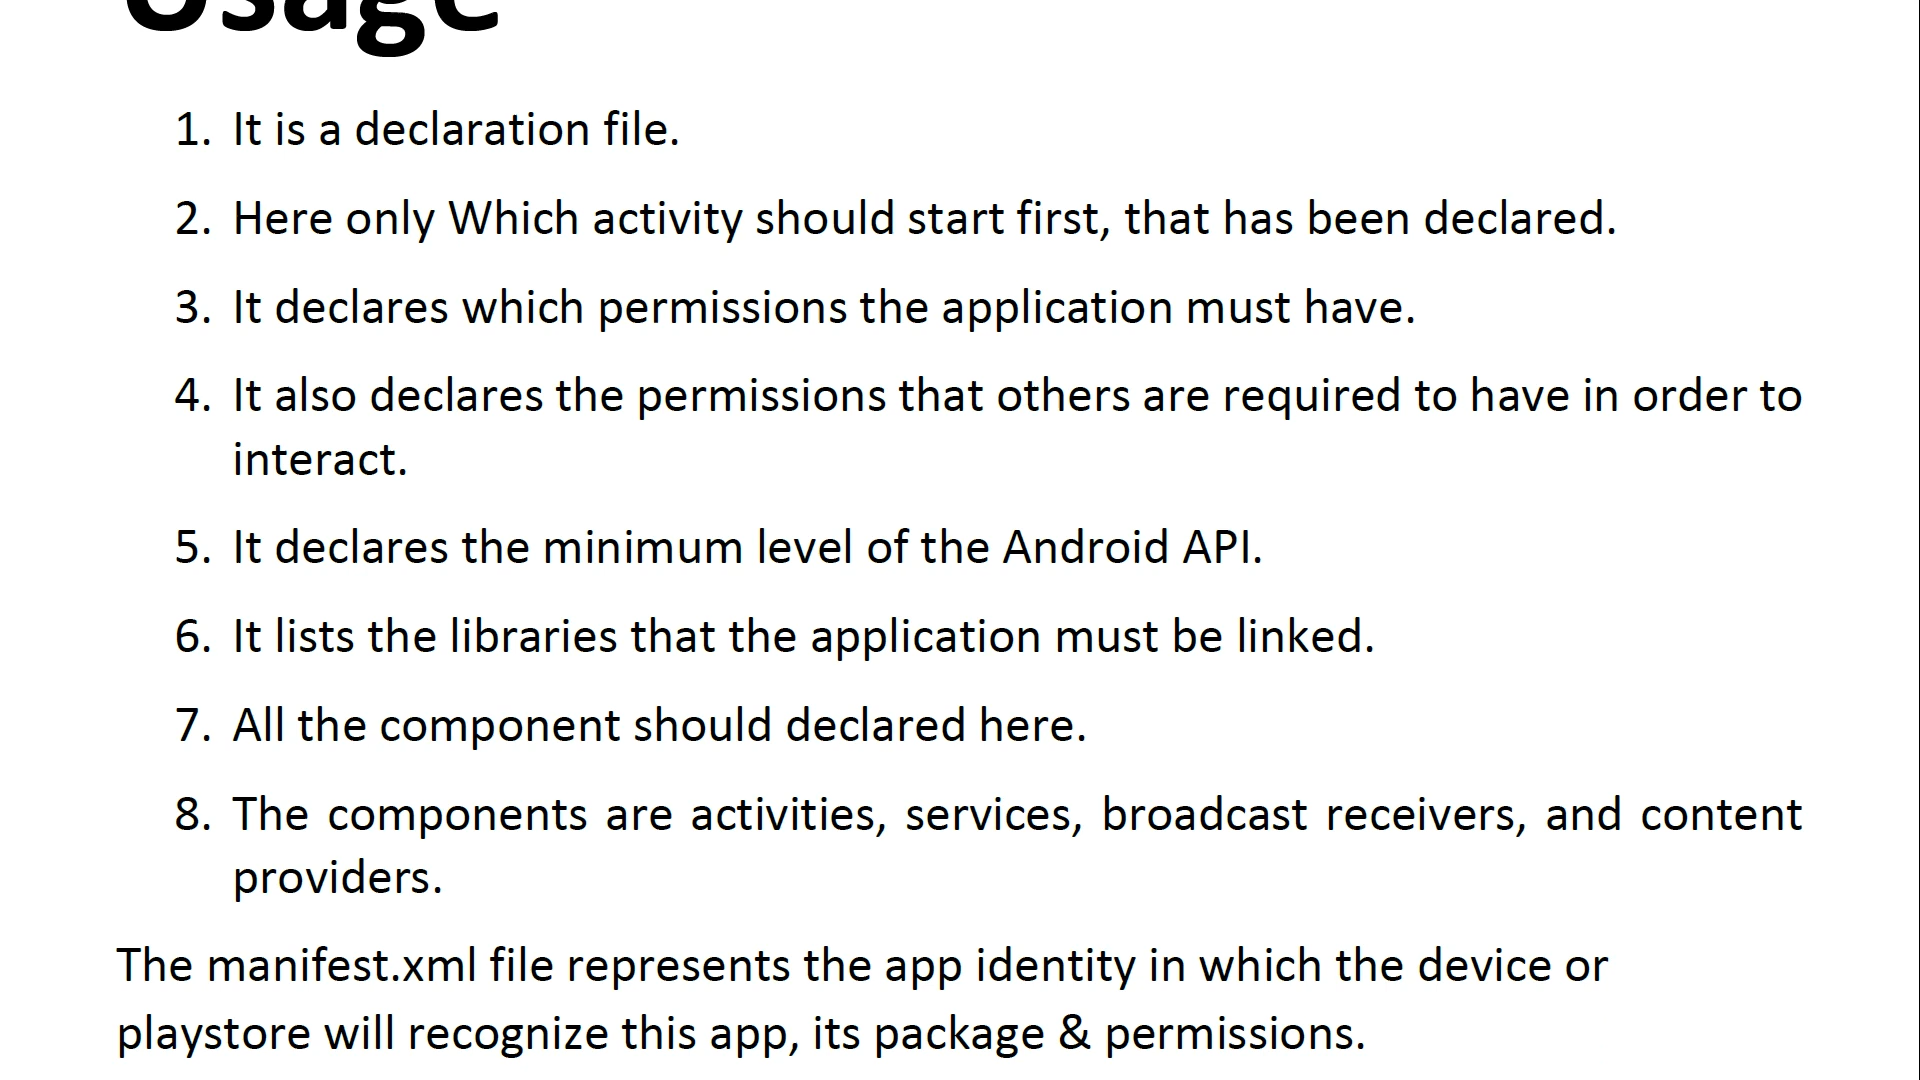 Usage
1. It is a declaration file.
2. Here only Which activity should start first, that has been declared.
3. It declares which permissions the application must have.
4. It also declares the permissions that others are required to have in order to
interact.
5. It declares the minimum level of the Android API.
6. It lists the libraries that the application must be linked.
7. All the component should declared here.
8. The components are activities, services, broadcast receivers, and content
providers.
The manifest.xml file represents the app identity in which the device or
playstore will recognize this app, its package & permissions.